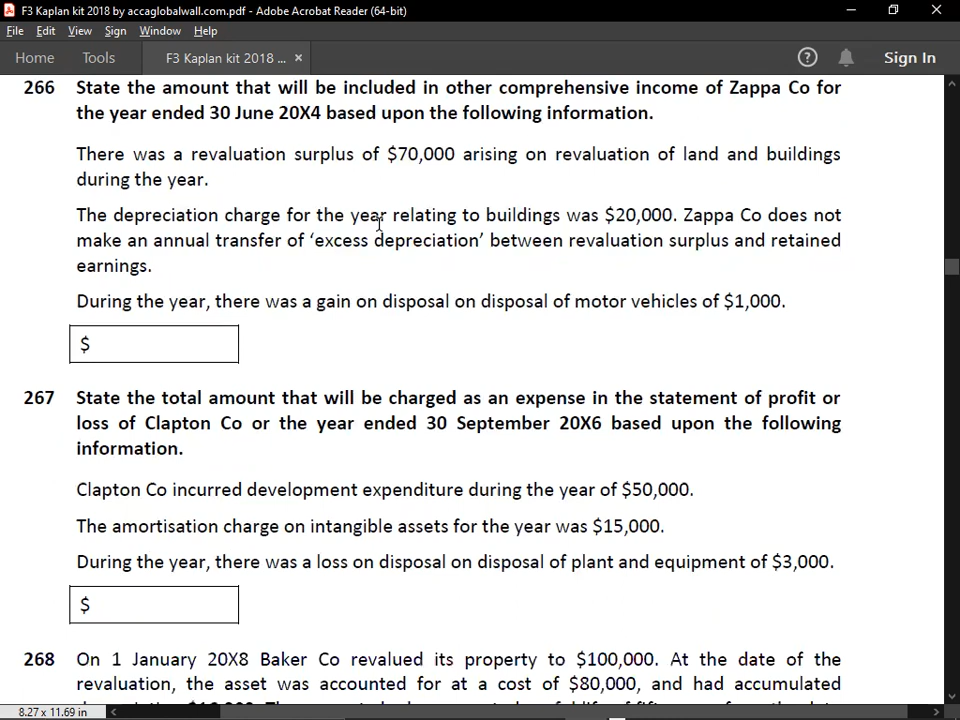 F3 Kaplan kit 2018 by accaglobalwall.com.pdf - Adobe Acrobat Reader (64-bit)
File Edit View Sign Window Help
Home Tools F3 Kaplan kit 2018 ... × Sign In
266 State the amount that will be included in other comprehensive income of Zappa Co for
the year ended 30 June 20X4 based upon the following information.
There was a revaluation surplus of $70,000 arising on revaluation of land and buildings
during the year.
The depreciation charge for the year relating to buildings was $20,000. Zappa Co does not
make an annual transfer of ‘excess depreciation’ between revaluation surplus and retained
earnings.
During the year, there was a gain on disposal on disposal of motor vehicles of $1,000.
$
267 State the total amount that will be charged as an expense in the statement of profit or
loss of Clapton Co or the year ended 30 September 20X6 based upon the following
information.
Clapton Co incurred development expenditure during the year of $50,000.
The amortisation charge on intangible assets for the year was $15,000.
During the year, there was a loss on disposal on disposal of plant and equipment of $3,000.
$
268 On 1 January 20X8 Baker Co revalued its property to $100,000. At the date of the
revaluation, the asset was accounted for at a cost of $80,000, and had accumulated
8.27 x 11.69 in